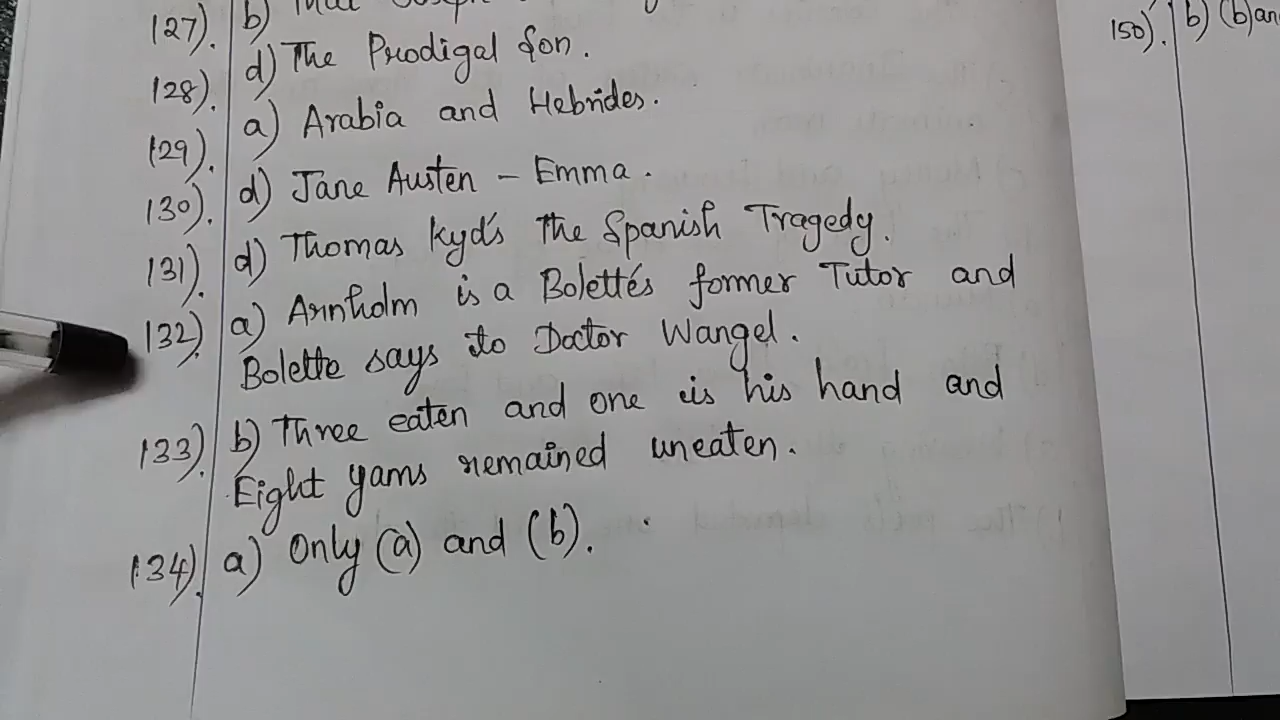 127). b) That Joseph
128). d) The Prodigal Son.
129). a) Arabia and Hebrides.
130). d) Jane Austen – Emma.
131). d) Thomas Kyd's the Spanish Tragedy.
132). a) Arnholm is a Bolette's former Tutor and
Bolette says to Doctor Wangel.
133). b) Three eaten and one is his hand and
Eight yams remained uneaten.
134). a) Only (a) and (b).
150). b) (b) an